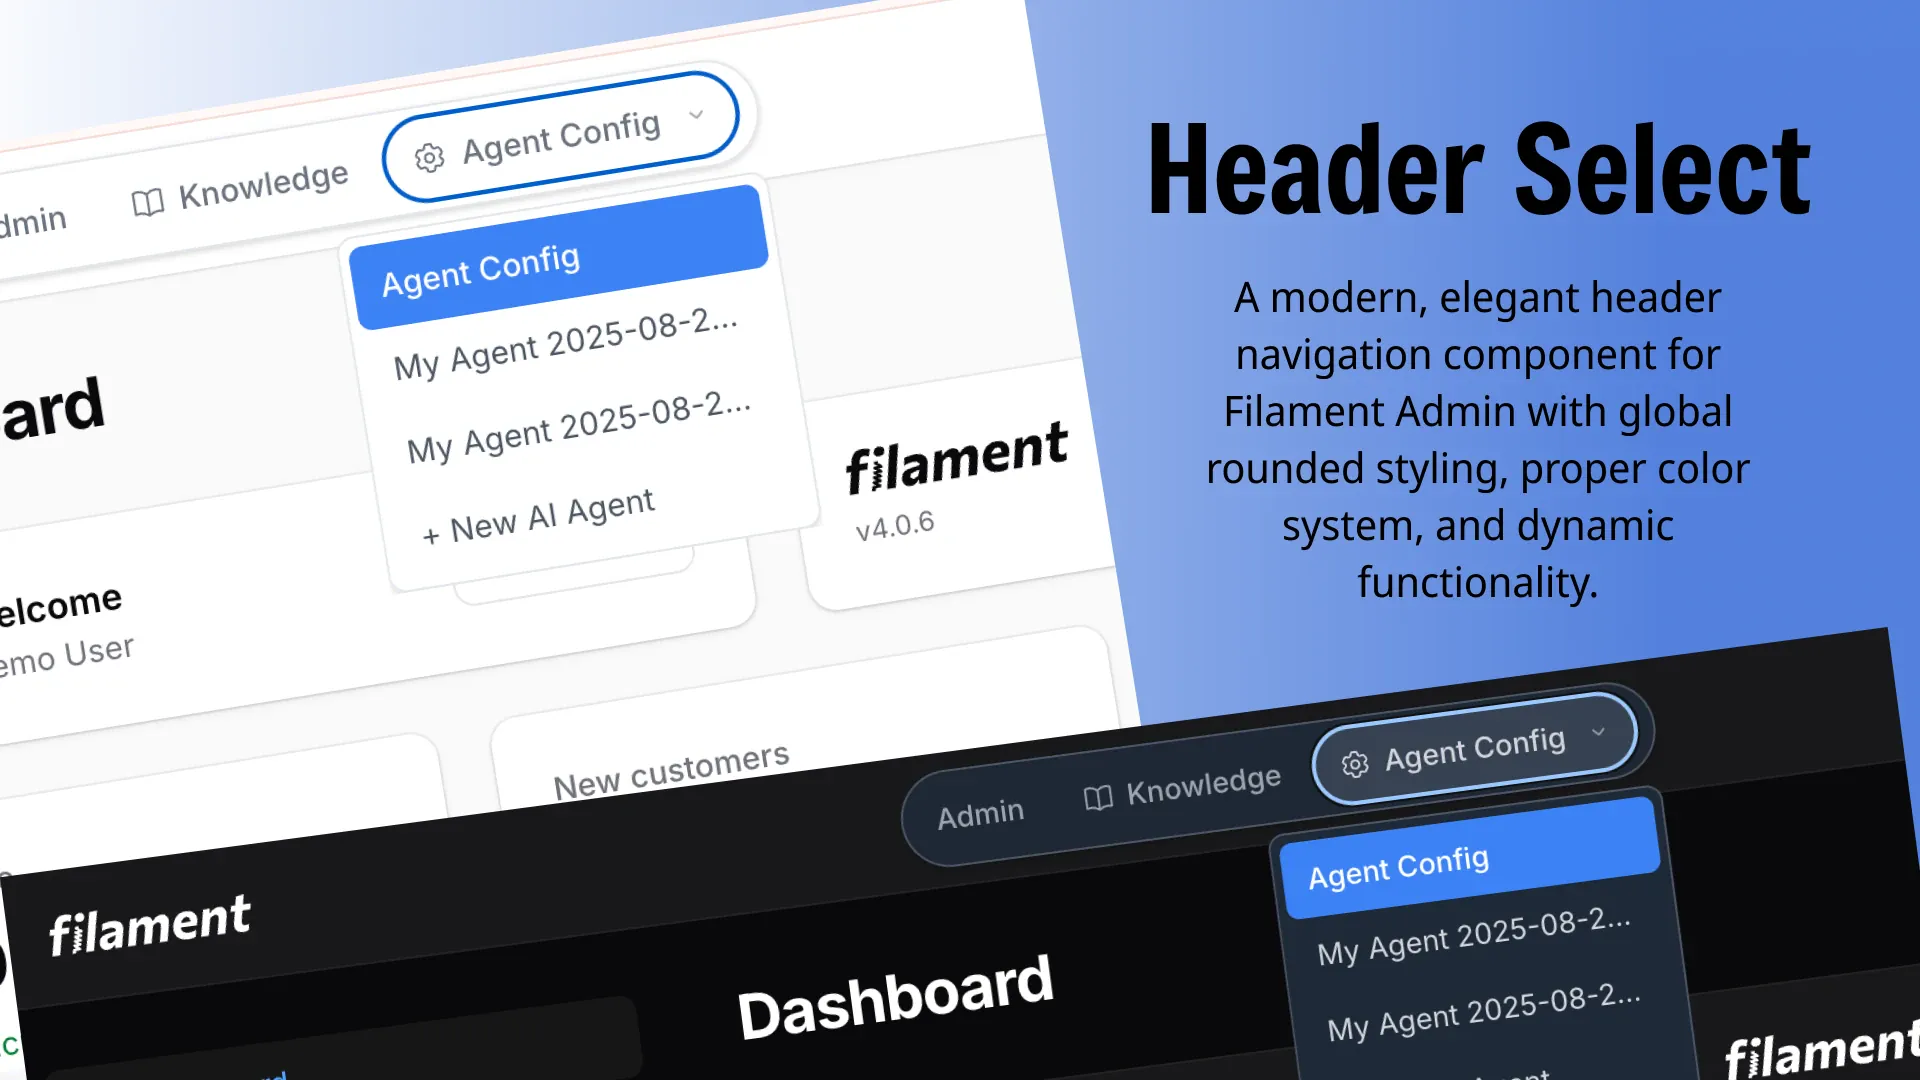 Header Select
A modern, elegant header
navigation component for
Filament Admin with global
rounded styling, proper color
system, and dynamic
functionality.
dmin
Knowledge
Agent Config
Agent Config
My Agent 2025-08-2...
My Agent 2025-08-2...
+ New AI Agent
ard
filament
v4.0.6
elcome
emo User
New customers
Admin
Knowledge
Agent Config
filament
Dashboard
Agent Config
My Agent 2025-08-2...
My Agent 2025-08-2...
filament